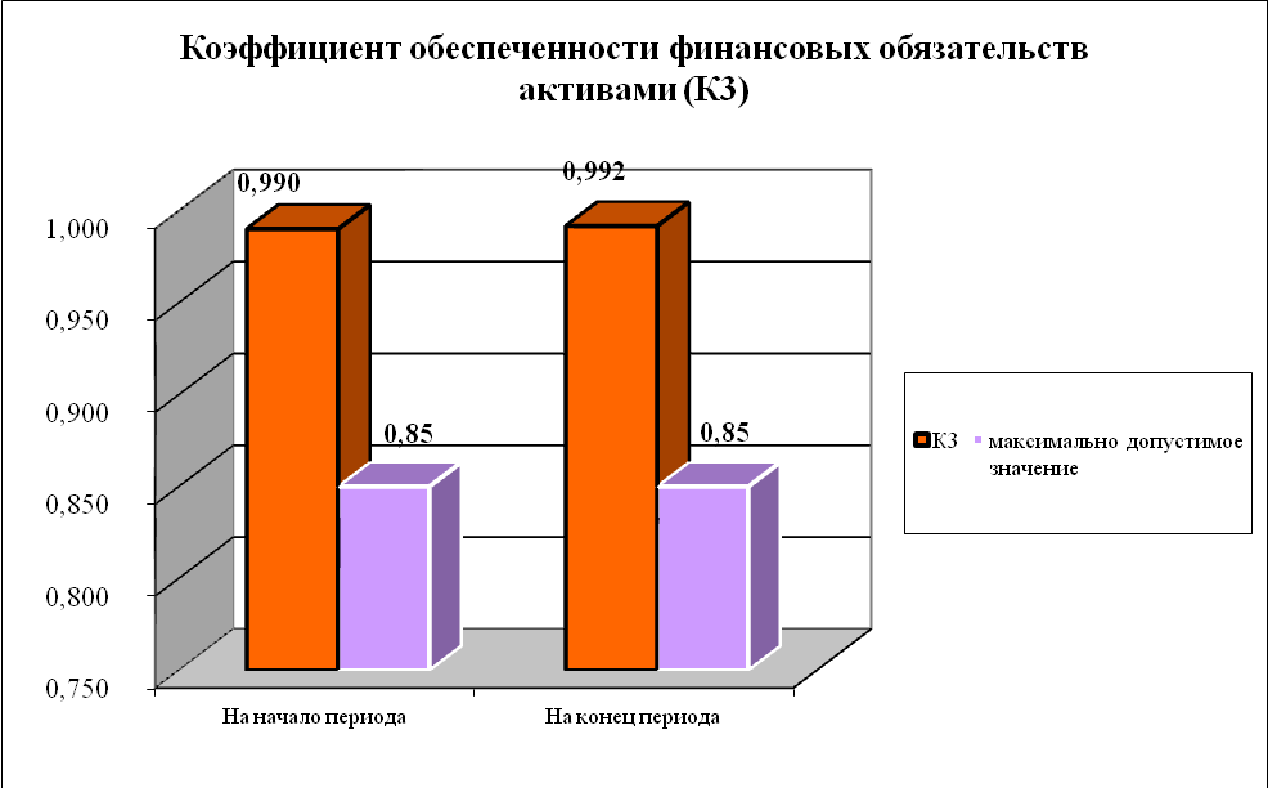 Коэффициент обеспеченности финансовых обязательств
активами (К3)
0,990
0,992
1,000
0,950
0,900
0,850
0,800
0,750
0,85
0,85
К3
максимально допустимое
значение
На начало периода
На конец периода